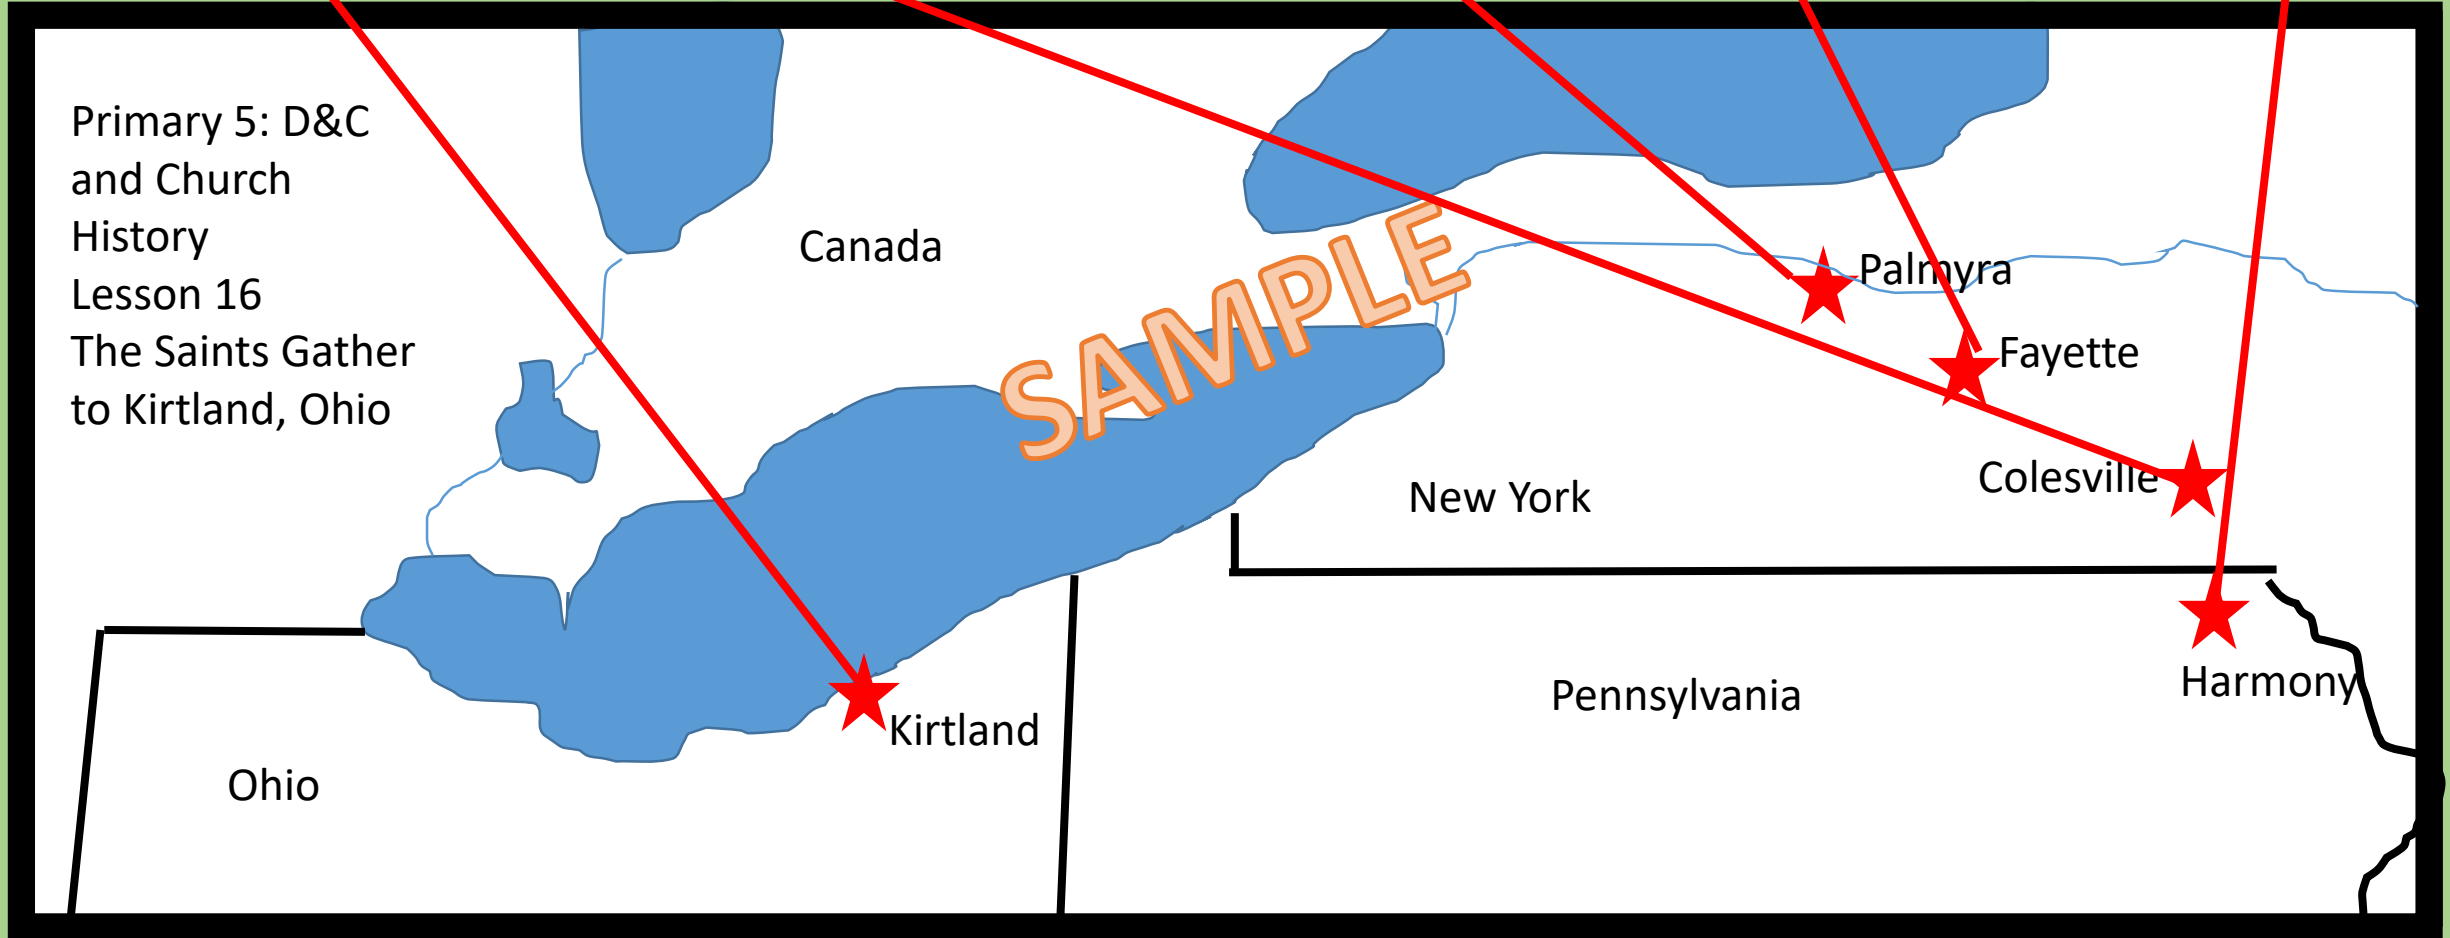 Primary 5: D&C
and Church
History
Lesson 16
The Saints Gather
to Kirtland, Ohio
Canada
SAMPLE
Palmyra
Fayette
Colesville
New York
Harmony
Pennsylvania
Kirtland
Ohio